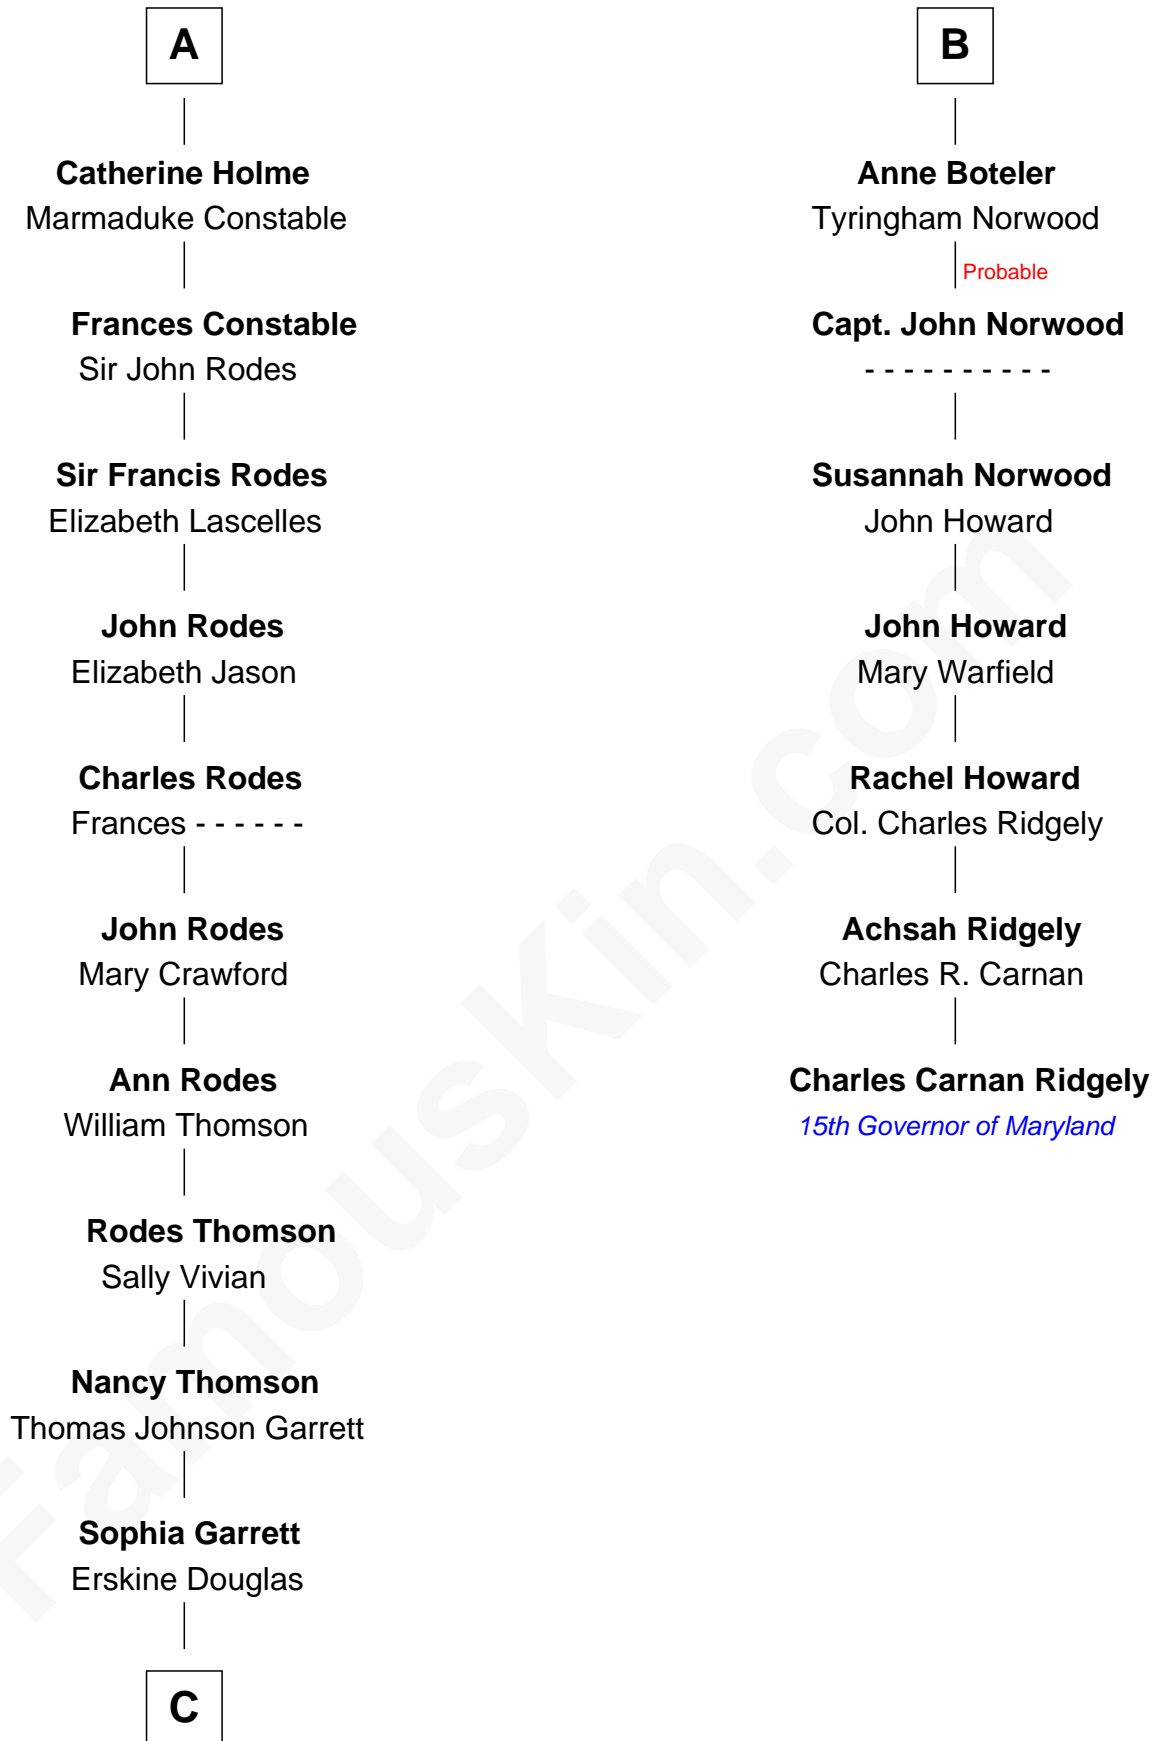 A
Catherine Holme
Marmaduke Constable
Frances Constable
Sir John Rodes
Sir Francis Rodes
Elizabeth Lascelles
John Rodes
Elizabeth Jason
Charles Rodes
Frances - - - - - -
John Rodes
Mary Crawford
Ann Rodes
William Thomson
Rodes Thomson
Sally Vivian
Nancy Thomson
Thomas Johnson Garrett
Sophia Garrett
Erskine Douglas
C
B
Anne Boteler
Tyringham Norwood
Probable
Capt. John Norwood
- - - - - - - - - -
Susannah Norwood
John Howard
John Howard
Mary Warfield
Rachel Howard
Col. Charles Ridgely
Achsah Ridgely
Charles R. Carnan
Charles Carnan Ridgely
15th Governor of Maryland
FamousKin.com